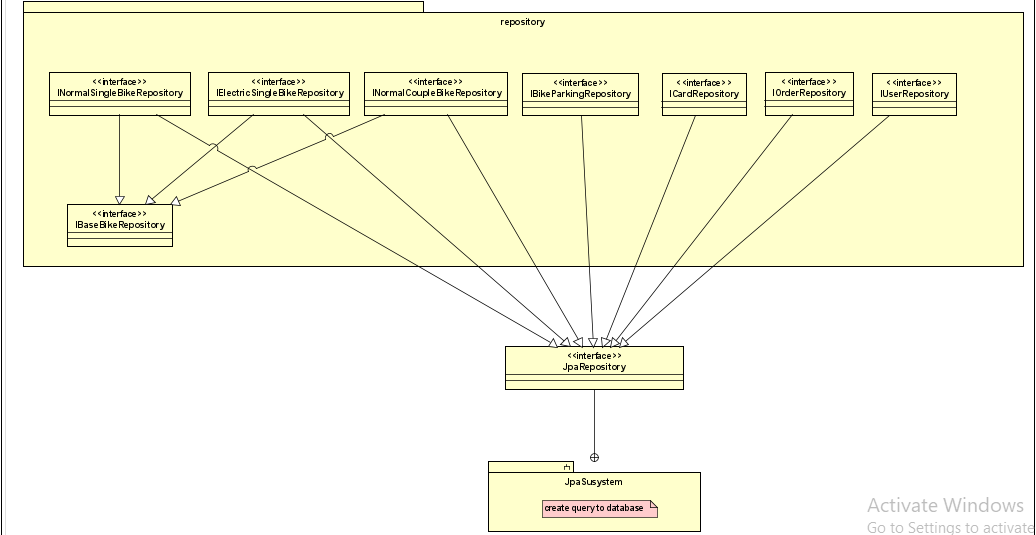 repository
<<interface>>
INormalSingleBikeRepository
<<interface>>
IElectricSingleBikeRepository
<<interface>>
INormalCoupleBikeRepository
<<interface>>
IBikeParkingRepository
<<interface>>
ICardRepository
<<interface>>
IOrderRepository
<<interface>>
IUserRepository
<<interface>>
IBaseBikeRepository
<<interface>>
JpaRepository
JpaSusystem
create query to database
Activate Windows
Go to Settings to activate